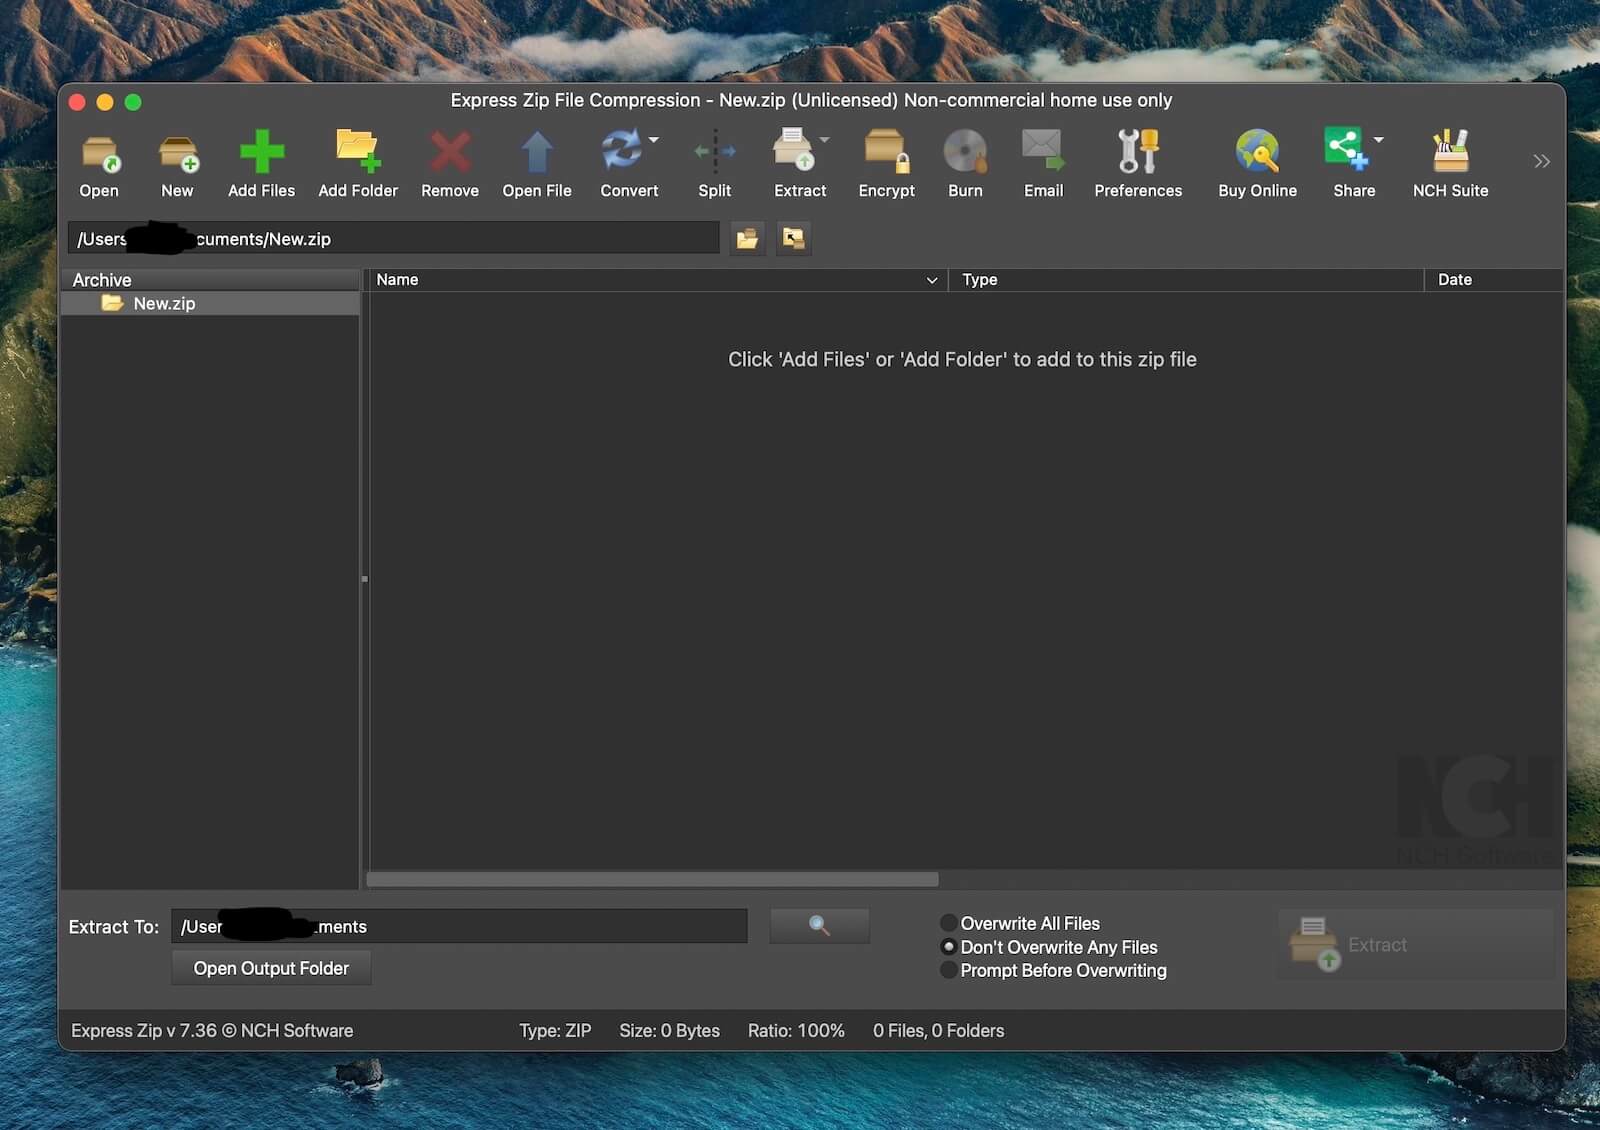 Express Zip File Compression - New.zip (Unlicensed) Non-commercial home use only
Open New Add Files Add Folder Remove Open File Convert Split Extract Encrypt Burn Email Preferences Buy Online Share NCH Suite
/Users cuments/New.zip
Archive Name Type Date
New.zip
Click 'Add Files' or 'Add Folder' to add to this zip file
NCH
NCH Software
Extract To: /User ments
Overwrite All Files
Don't Overwrite Any Files
Prompt Before Overwriting
Extract
Open Output Folder
Express Zip v 7.36 © NCH Software Type: ZIP Size: 0 Bytes Ratio: 100% 0 Files, 0 Folders